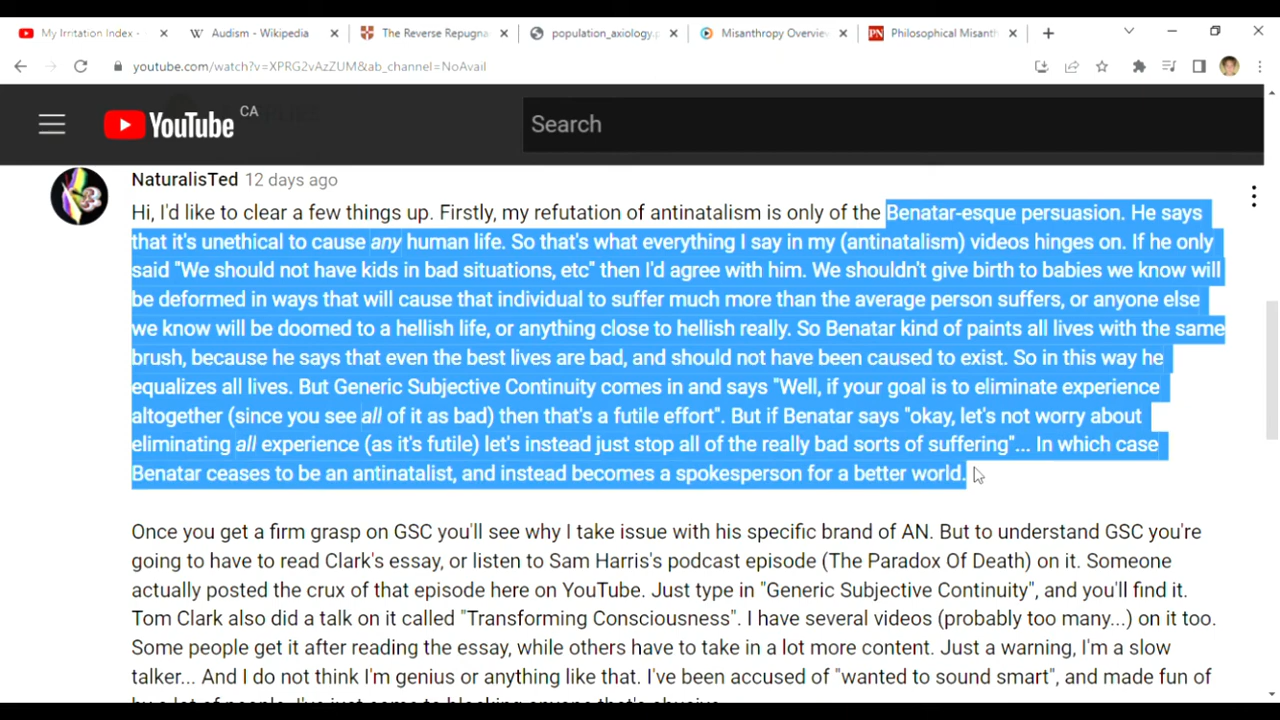 My Irritation Index -
Audism - Wikipedia
The Reverse Repugna
population_axiology.p
Misanthropy Overvie
Philosophical Misant
youtube.com/watch?v=XPRG2vAzZUM&ab_channel=NoAvail
YouTube CA
Search
NaturalisTed 12 days ago
Hi, I'd like to clear a few things up. Firstly, my refutation of antinatalism is only of the Benatar-esque persuasion. He says
that it's unethical to cause any human life. So that's what everything I say in my (antinatalism) videos hinges on. If he only
said "We should not have kids in bad situations, etc" then I'd agree with him. We shouldn't give birth to babies we know will
be deformed in ways that will cause that individual to suffer much more than the average person suffers, or anyone else
we know will be doomed to a hellish life, or anything close to hellish really. So Benatar kind of paints all lives with the same
brush, because he says that even the best lives are bad, and should not have been caused to exist. So in this way he
equalizes all lives. But Generic Subjective Continuity comes in and says "Well, if your goal is to eliminate experience
altogether (since you see all of it as bad) then that's a futile effort". But if Benatar says "okay, let's not worry about
eliminating all experience (as it's futile) let's instead just stop all of the really bad sorts of suffering"... In which case
Benatar ceases to be an antinatalist, and instead becomes a spokesperson for a better world.
Once you get a firm grasp on GSC you'll see why I take issue with his specific brand of AN. But to understand GSC you're
going to have to read Clark's essay, or listen to Sam Harris's podcast episode (The Paradox Of Death) on it. Someone
actually posted the crux of that episode here on YouTube. Just type in "Generic Subjective Continuity", and you'll find it.
Tom Clark also did a talk on it called "Transforming Consciousness". I have several videos (probably too many...) on it too.
Some people get it after reading the essay, while others have to take in a lot more content. Just a warning, I'm a slow
talker... And I do not think I'm genius or anything like that. I've been accused of "wanted to sound smart", and made fun of